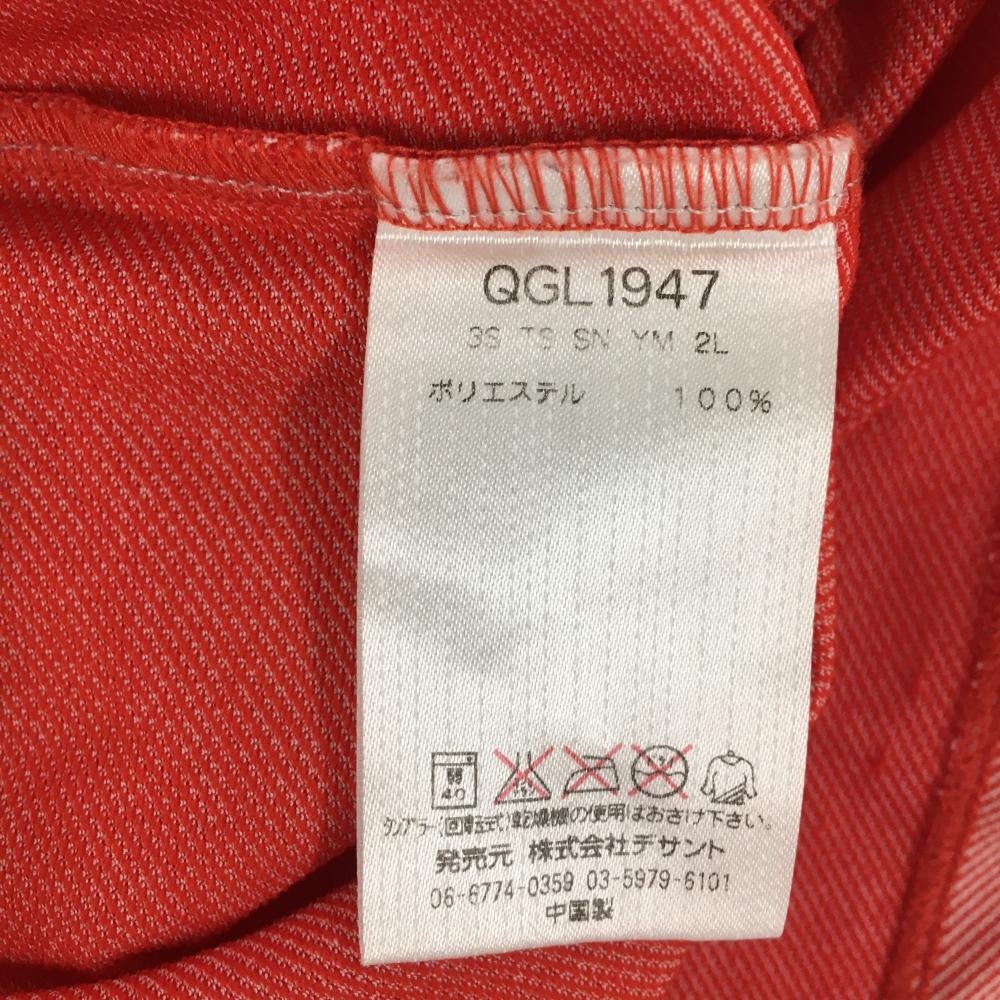 QGL1947
3S TS SN YM 2L
ポリエステル 100%
弱 40
タンブラー(回転式)乾燥機の使用はおさけ下さい。
発売元 株式会社デサント
06-6774-0359 03-5979-6101
中国製